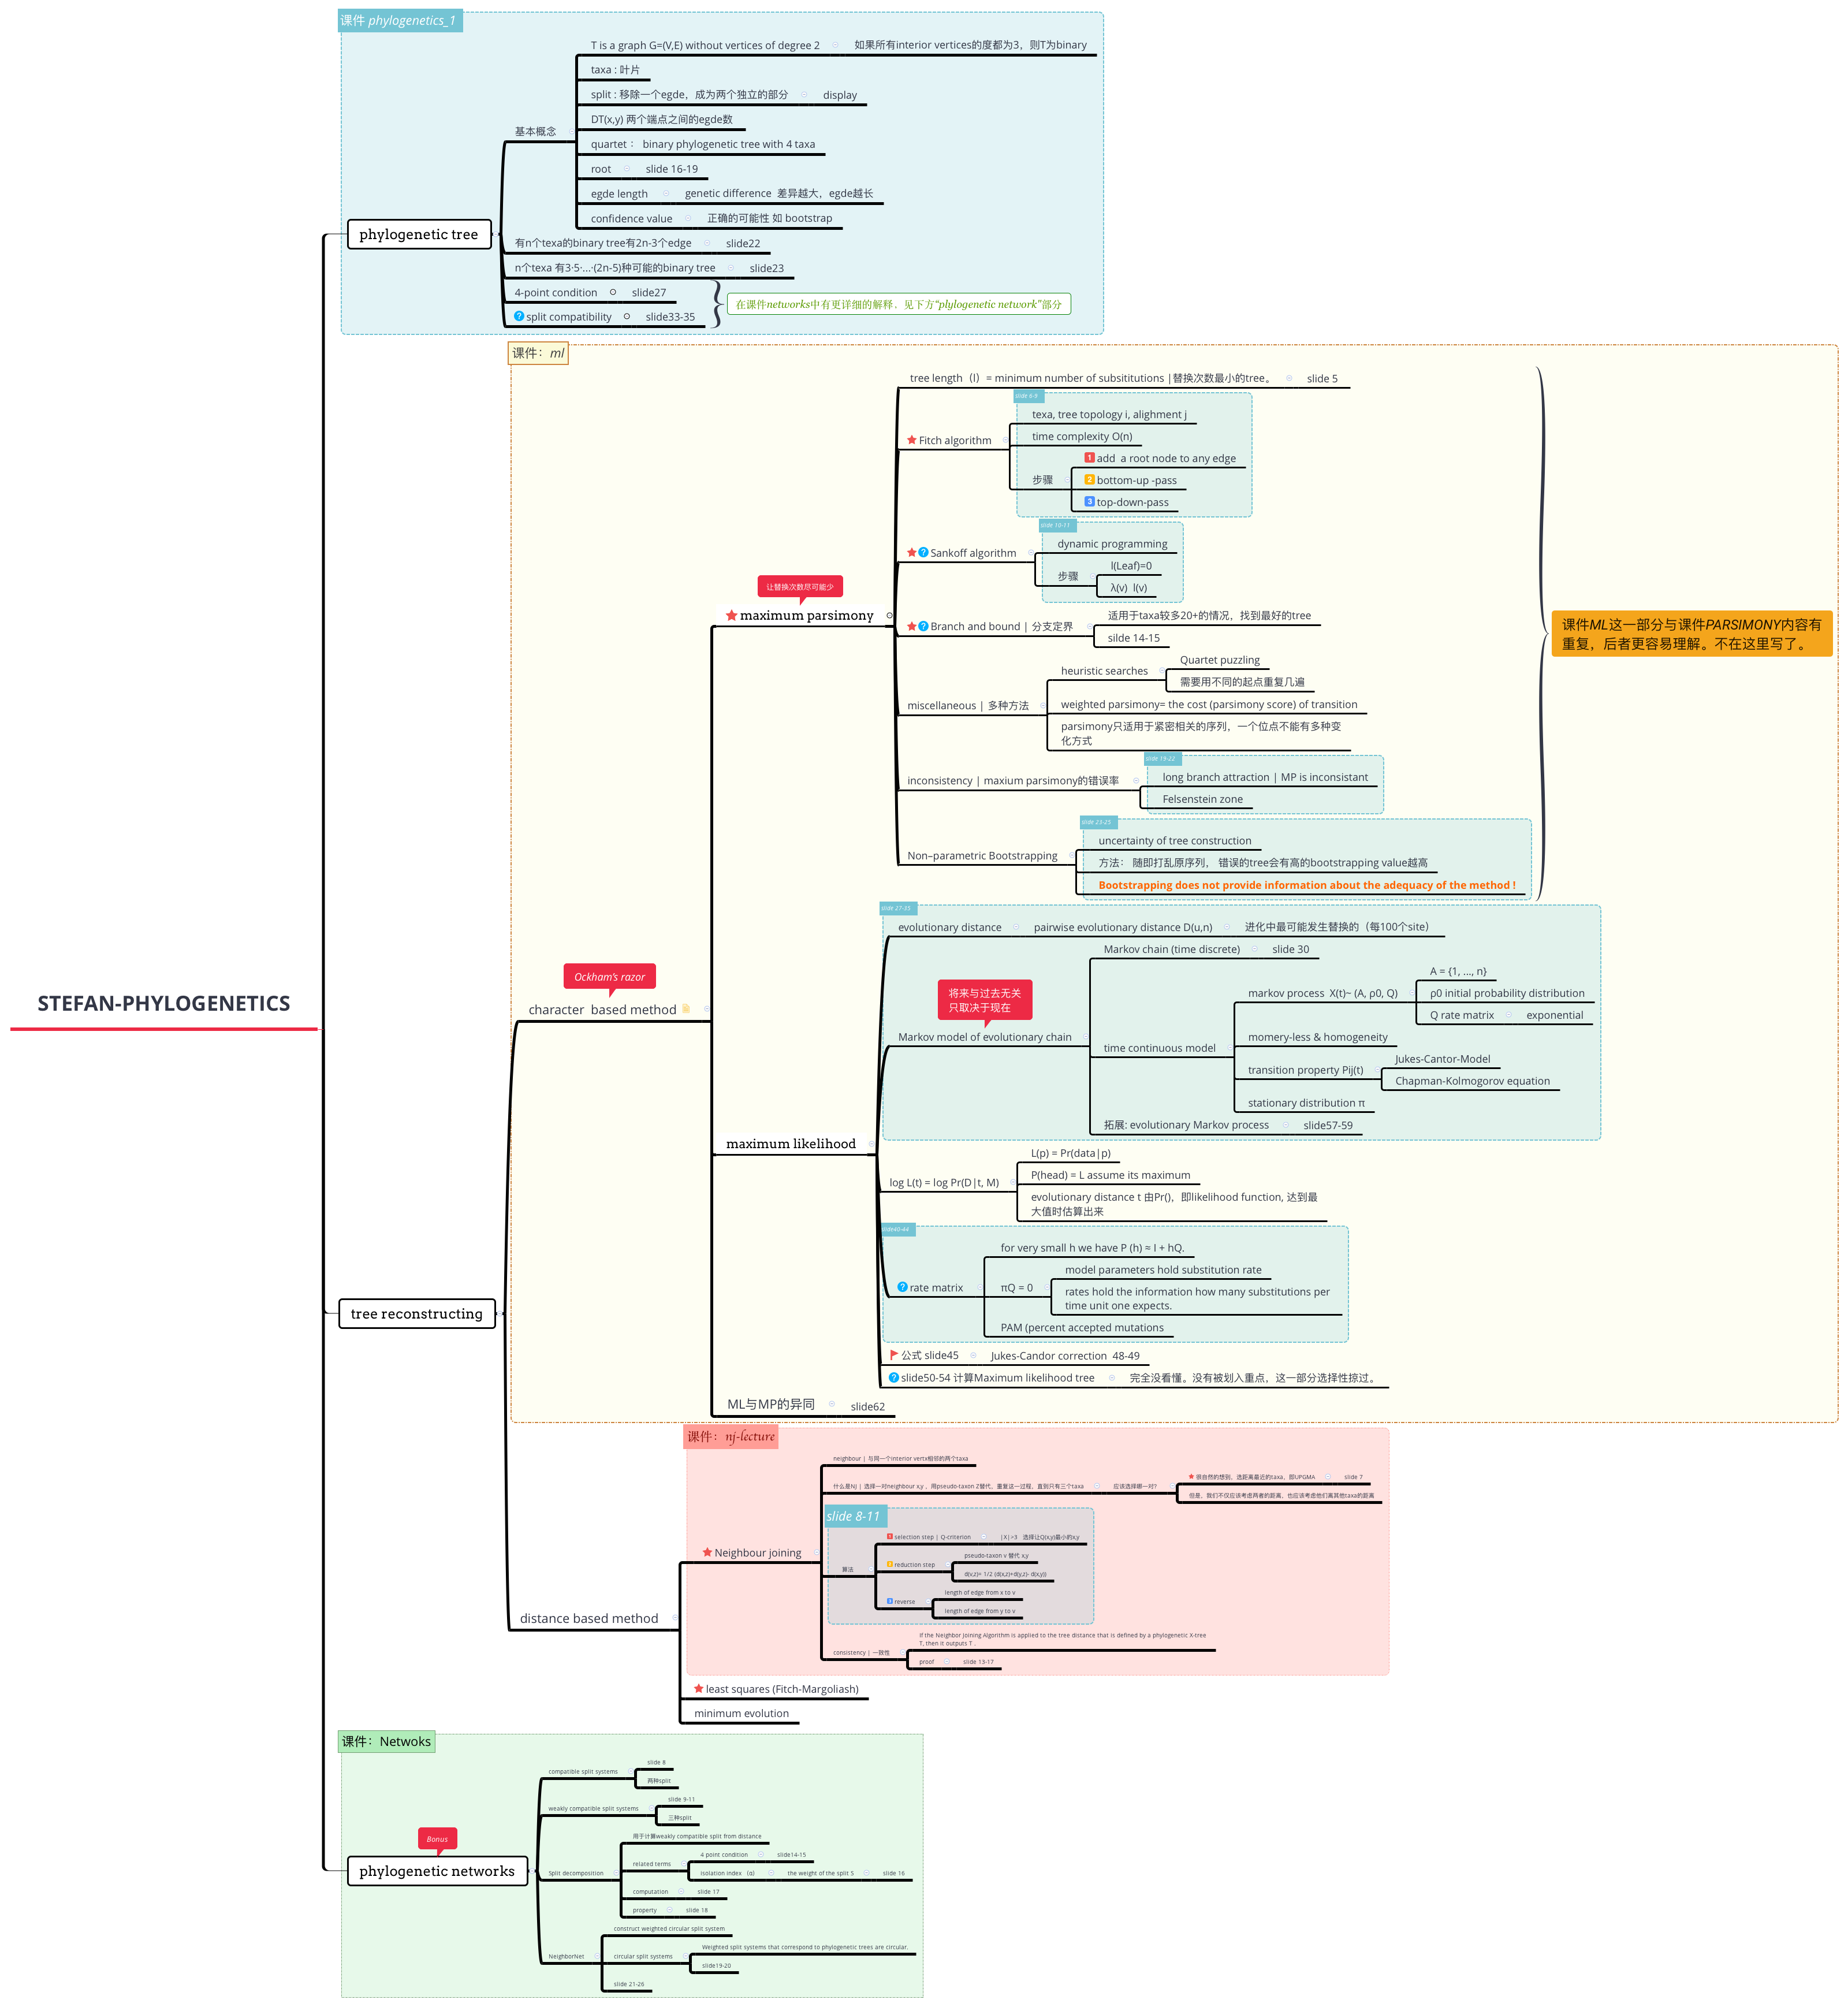 STEFAN-PHYLOGENETICS
课件 phylogenetics_1
phylogenetic tree
基本概念
T is a graph G=(V,E) without vertices of degree 2
如果所有interior vertices的度都为3，则T为binary
taxa : 叶片
split : 移除一个egde，成为两个独立的部分
display
DT(x,y) 两个端点之间的egde数
quartet： binary phylogenetic tree with 4 taxa
root
slide 16-19
egde length
genetic difference 差异越大，egde越长
confidence value
正确的可能性 如 bootstrap
有n个texa的binary tree有2n-3个edge
slide22
n个texa 有3·5·...·(2n-5)种可能的binary tree
slide23
4-point condition
slide27
split compatibility
slide33-35
在课件networks中有更详细的解释，见下方“plylogenetic network”部分
tree reconstructing
课件：ml
Ockham's razor
character based method
让替换次数尽可能少
maximum parsimony
tree length（l）= minimum number of subsititutions |替换次数最小的tree。
slide 5
Fitch algorithm
slide 6-9
texa, tree topology i, alighment j
time complexity O(n)
步骤
1 add a root node to any edge
2 bottom-up -pass
3 top-down-pass
Sankoff algorithm
slide 10-11
dynamic programming
步骤
l(Leaf)=0
λ(v) l(v)
Branch and bound | 分支定界
适用于taxa较多20+的情况，找到最好的tree
silde 14-15
miscellaneous | 多种方法
heuristic searches
Quartet puzzling
需要用不同的起点重复几遍
weighted parsimony= the cost (parsimony score) of transition
parsimony只适用于紧密相关的序列，一个位点不能有多种变
化方式
inconsistency | maxium parsimony的错误率
slide 19-22
long branch attraction | MP is inconsistant
Felsenstein zone
Non–parametric Bootstrapping
slide 23-25
uncertainty of tree construction
方法： 随即打乱原序列， 错误的tree会有高的bootstrapping value越高
Bootstrapping does not provide information about the adequacy of the method !
课件ML这一部分与课件PARSIMONY内容有
重复，后者更容易理解。不在这里写了。
maximum likelihood
slide 27-35
evolutionary distance
pairwise evolutionary distance D(u,n)
进化中最可能发生替换的（每100个site）
将来与过去无关
只取决于现在
Markov model of evolutionary chain
Markov chain (time discrete)
slide 30
time continuous model
markov process X(t)~ (A, ρ0, Q)
A = {1, ..., n}
ρ0 initial probability distribution
Q rate matrix
exponential
momery-less & homogeneity
transition property Pij(t)
Jukes-Cantor-Model
Chapman-Kolmogorov equation
stationary distribution π
拓展: evolutionary Markov process
slide57-59
log L(t) = log Pr(D|t, M)
L(p) = Pr(data|p)
P(head) = L assume its maximum
evolutionary distance t 由Pr()，即likelihood function, 达到最
大值时估算出来
slide40-44
rate matrix
for very small h we have P (h) ≈ I + hQ.
πQ = 0
model parameters hold substitution rate
rates hold the information how many substitutions per
time unit one expects.
PAM (percent accepted mutations
公式 slide45
Jukes-Candor correction 48-49
slide50-54 计算Maximum likelihood tree
完全没看懂。没有被划入重点，这一部分选择性掠过。
ML与MP的异同
slide62
distance based method
课件：nj-lecture
Neighbour joining
neighbour | 与同一个interior vertx相邻的两个taxa
什么是NJ | 选择一对neighbour x,y ，用pseudo-taxon Z替代，重复这一过程，直到只有三个taxa
应该选择哪一对?
很自然的想到，选距离最近的taxa，即UPGMA
slide 7
但是，我们不仅应该考虑两者的距离，也应该考虑他们离其他taxa的距离
slide 8-11
算法
1 selection step | Q-criterion
|X|>3 选择让Q(x,y)最小的x,y
2 reduction step
pseudo-taxon v 替代 x,y
d(v,z)= 1/2 (d(x,z)+d(y,z)- d(x,y))
3 reverse
length of edge from x to v
length of edge from y to v
consistency | 一致性
If the Neighbor Joining Algorithm is applied to the tree distance that is defined by a phylogenetic X-tree
T, then it outputs T .
proof
slide 13-17
least squares (Fitch-Margoliash)
minimum evolution
课件：Netwoks
Bonus
phylogenetic networks
compatible split systems
slide 8
两种split
weakly compatible split systems
slide 9-11
三种split
Split decomposition
用于计算weakly compatible split from distance
related terms
4 point condition
slide14-15
isolation index （α）
the weight of the split S
slide 16
computation
slide 17
property
slide 18
NeighborNet
construct weighted circular split system
circular split systems
Weighted split systems that correspond to phylogenetic trees are circular.
slide19-20
slide 21-26